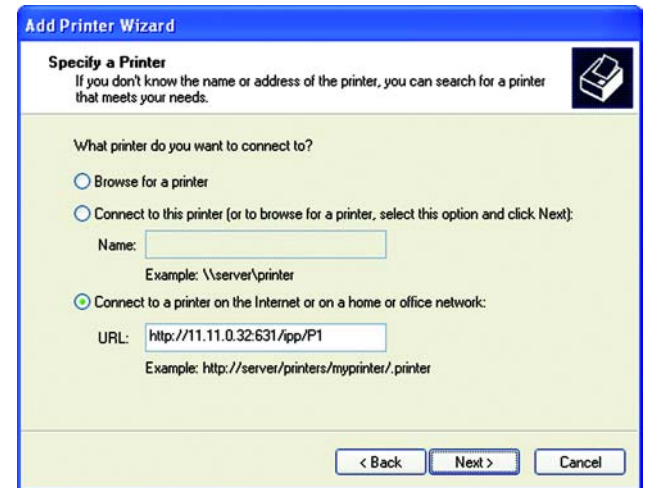 Add Printer Wizard
Specify a Printer
If you don't know the name or address of the printer, you can search for a printer
that meets your needs.
What printer do you want to connect to?
Browse for a printer
Connect to this printer (or to browse for a printer, select this option and click Next):
Name:
Example: \\server\printer
Connect to a printer on the Internet or on a home or office network:
URL: http://11.11.0.32:631/ipp/P1
Example: http://server/printers/myprinter/.printer
< Back Next > Cancel